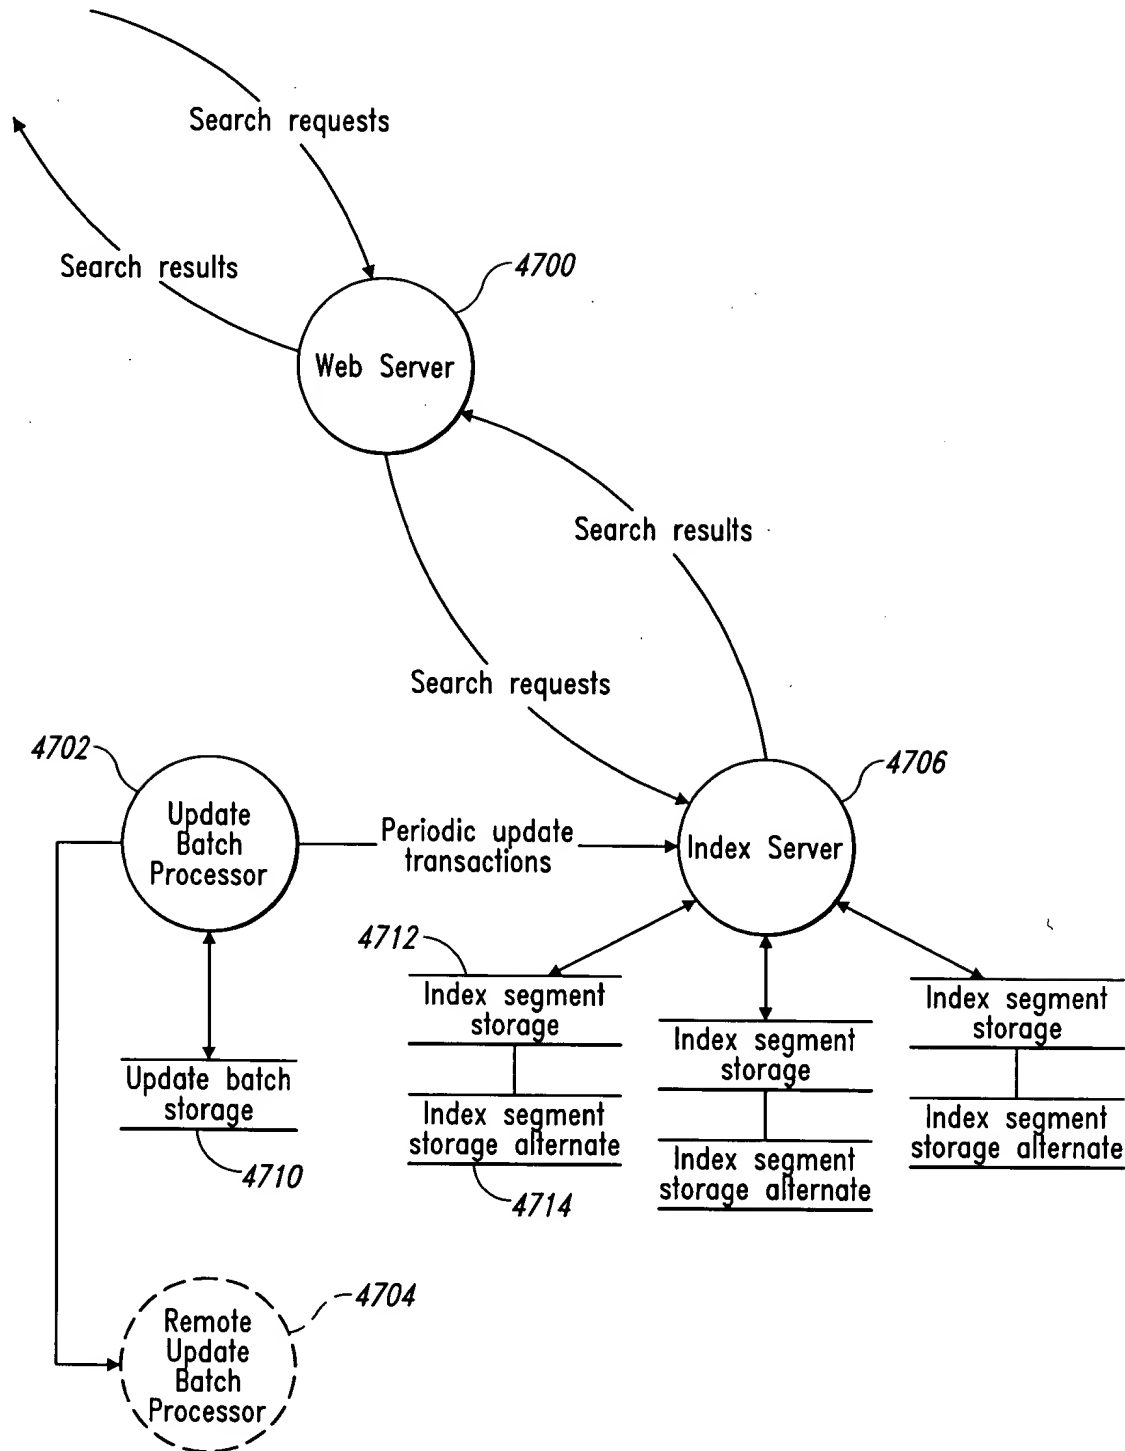 Search requests
Search results
4700
Web Server
Search results
Search requests
4702
4706
Update
Batch
Processor
Periodic update
transactions
Index Server
4712
Index segment
storage
Index segment
storage
Index segment
storage
Update batch
storage
Index segment
storage alternate
Index segment
storage alternate
Index segment
storage alternate
4710
4714
4704
Remote
Update
Batch
Processor